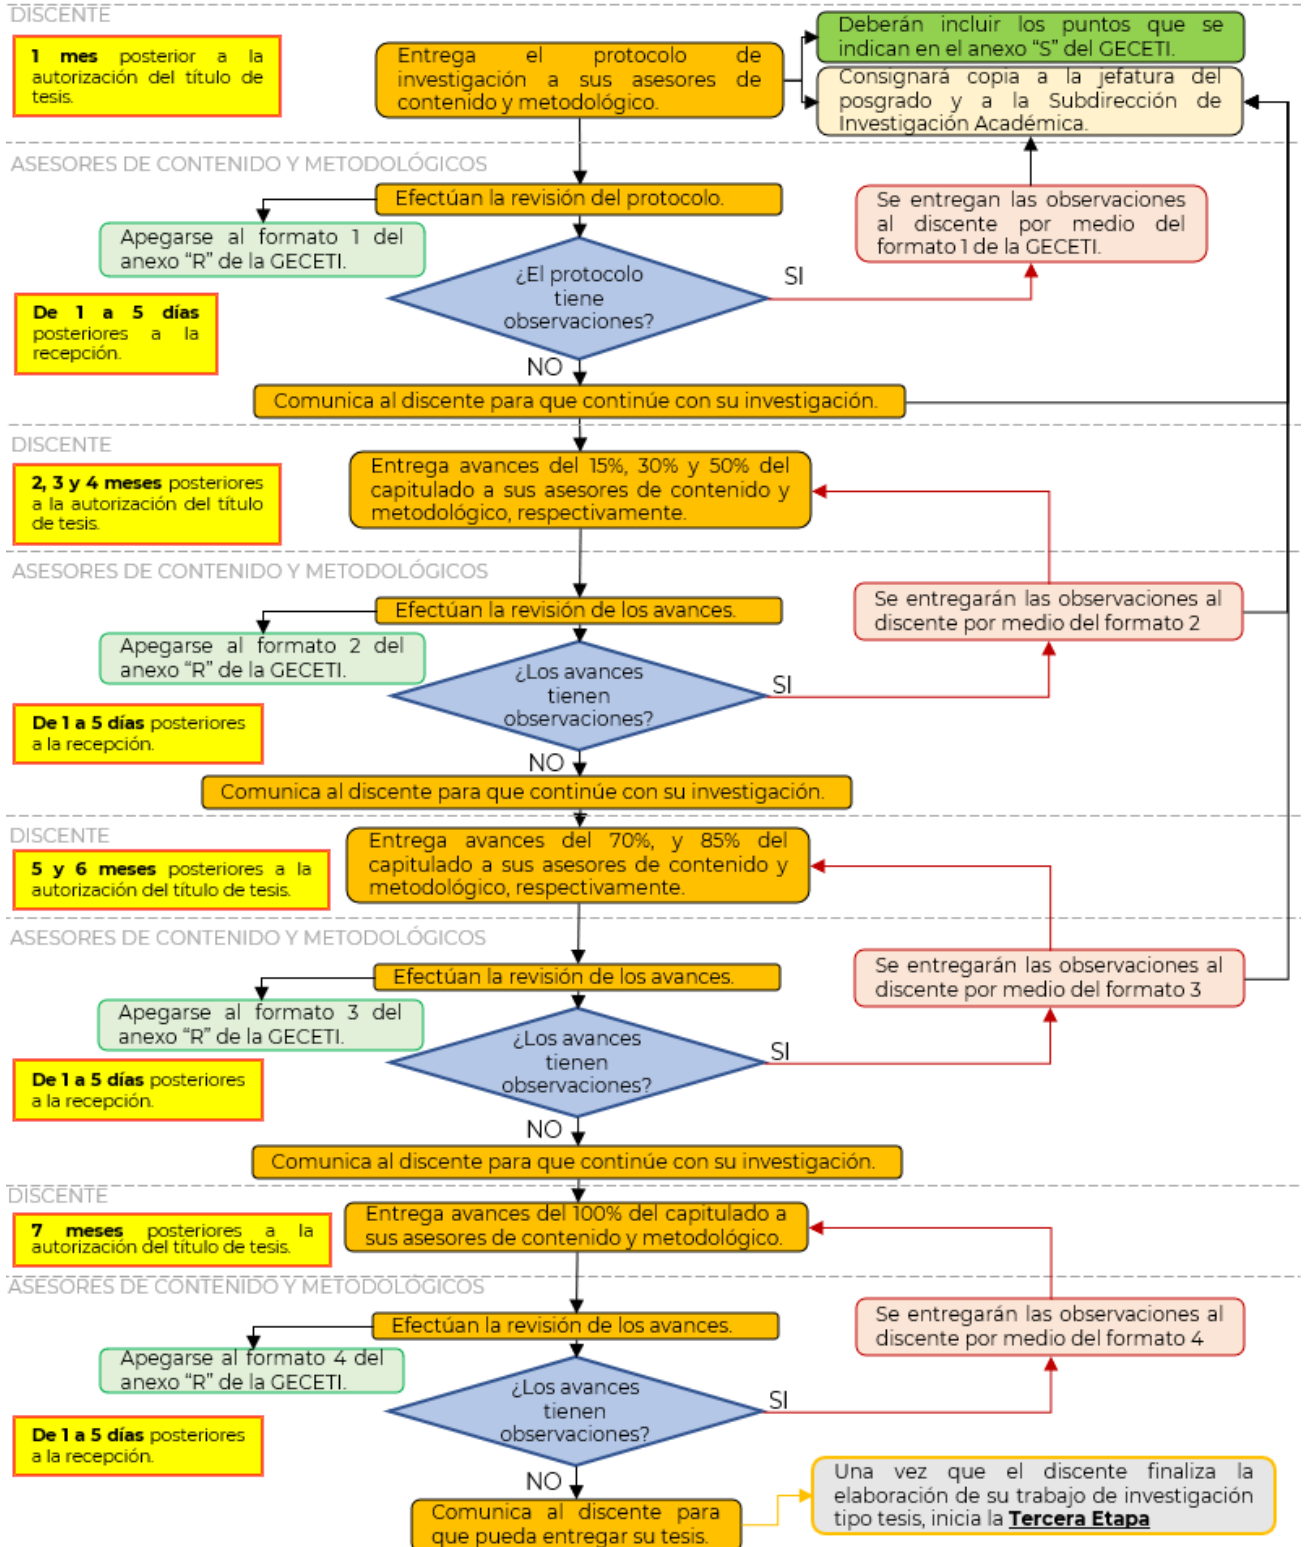 DISCENTE
1 mes posterior a la
autorización del título de
tesis.
Entrega el protocolo de
investigación a sus asesores de
contenido y metodológico.
Deberán incluir los puntos que se
indican en el anexo “S” del GECETI.
Consignará copia a la jefatura del
posgrado y a la Subdirección de
Investigación Académica.
ASESORES DE CONTENIDO Y METODOLÓGICOS
Efectúan la revisión del protocolo.
Apegarse al formato 1 del
anexo “R” de la GECETI.
Se entregan las observaciones
al discente por medio del
formato 1 de la GECETI.
¿El protocolo
tiene
observaciones?
SI
De 1 a 5 días
posteriores a la
recepción.
NO
Comunica al discente para que continúe con su investigación.
DISCENTE
2, 3 y 4 meses posteriores
a la autorización del título
de tesis.
Entrega avances del 15%, 30% y 50% del
capitulado a sus asesores de contenido y
metodológico, respectivamente.
ASESORES DE CONTENIDO Y METODOLÓGICOS
Efectúan la revisión de los avances.
Apegarse al formato 2 del
anexo “R” de la GECETI.
Se entregarán las observaciones al
discente por medio del formato 2
¿Los avances
tienen
observaciones?
SI
De 1 a 5 días posteriores
a la recepción.
NO
Comunica al discente para que continúe con su investigación.
DISCENTE
5 y 6 meses posteriores a la
autorización del título de tesis.
Entrega avances del 70%, y 85% del
capitulado a sus asesores de contenido y
metodológico, respectivamente.
ASESORES DE CONTENIDO Y METODOLÓGICOS
Efectúan la revisión de los avances.
Apegarse al formato 3 del
anexo “R” de la GECETI.
Se entregarán las observaciones al
discente por medio del formato 3
¿Los avances
tienen
observaciones?
SI
De 1 a 5 días posteriores
a la recepción.
NO
Comunica al discente para que continúe con su investigación.
DISCENTE
7 meses posteriores a la
autorización del título de tesis.
Entrega avances del 100% del capitulado a
sus asesores de contenido y metodológico.
ASESORES DE CONTENIDO Y METODOLÓGICOS
Efectúan la revisión de los avances.
Apegarse al formato 4 del
anexo “R” de la GECETI.
Se entregarán las observaciones al
discente por medio del formato 4
¿Los avances
tienen
observaciones?
SI
De 1 a 5 días posteriores
a la recepción.
NO
Comunica al discente para
que pueda entregar su tesis.
Una vez que el discente finaliza la
elaboración de su trabajo de investigación
tipo tesis, inicia la Tercera Etapa